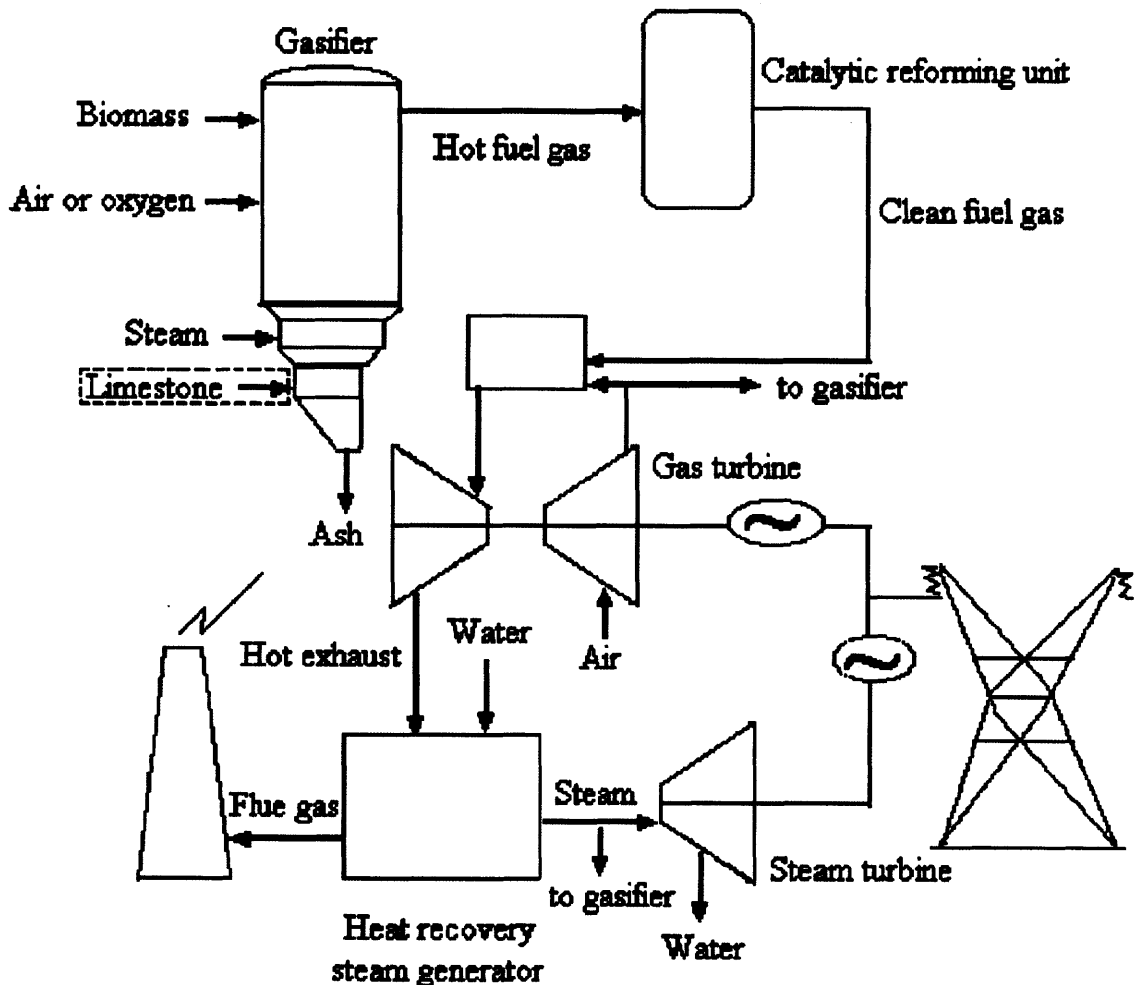 Gasifier
Catalytic reforming unit
Biomass
Hot fuel gas
Air or oxygen
Clean fuel gas
Steam
Limestone
to gasifier
Gas turbine
Ash
Water
Hot exhaust
Air
Steam
Flue gas
Steam turbine
to gasifier
Heat recovery
steam generator
Water